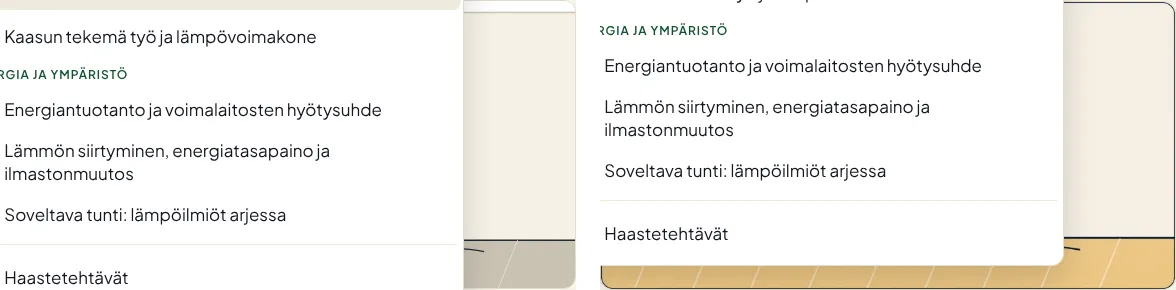 Kaasun tekemä työ ja lämpövoimakone
RGIA JA YMPÄRISTÖ
Energiantuotanto ja voimalaitosten hyötysuhde
Lämmön siirtyminen, energiatasapaino ja
ilmastonmuutos
Soveltava tunti: lämpöilmiöt arjessa
Haastetehtävät
RGIA JA YMPÄRISTÖ
Energiantuotanto ja voimalaitosten hyötysuhde
Lämmön siirtyminen, energiatasapaino ja
ilmastonmuutos
Soveltava tunti: lämpöilmiöt arjessa
Haastetehtävät